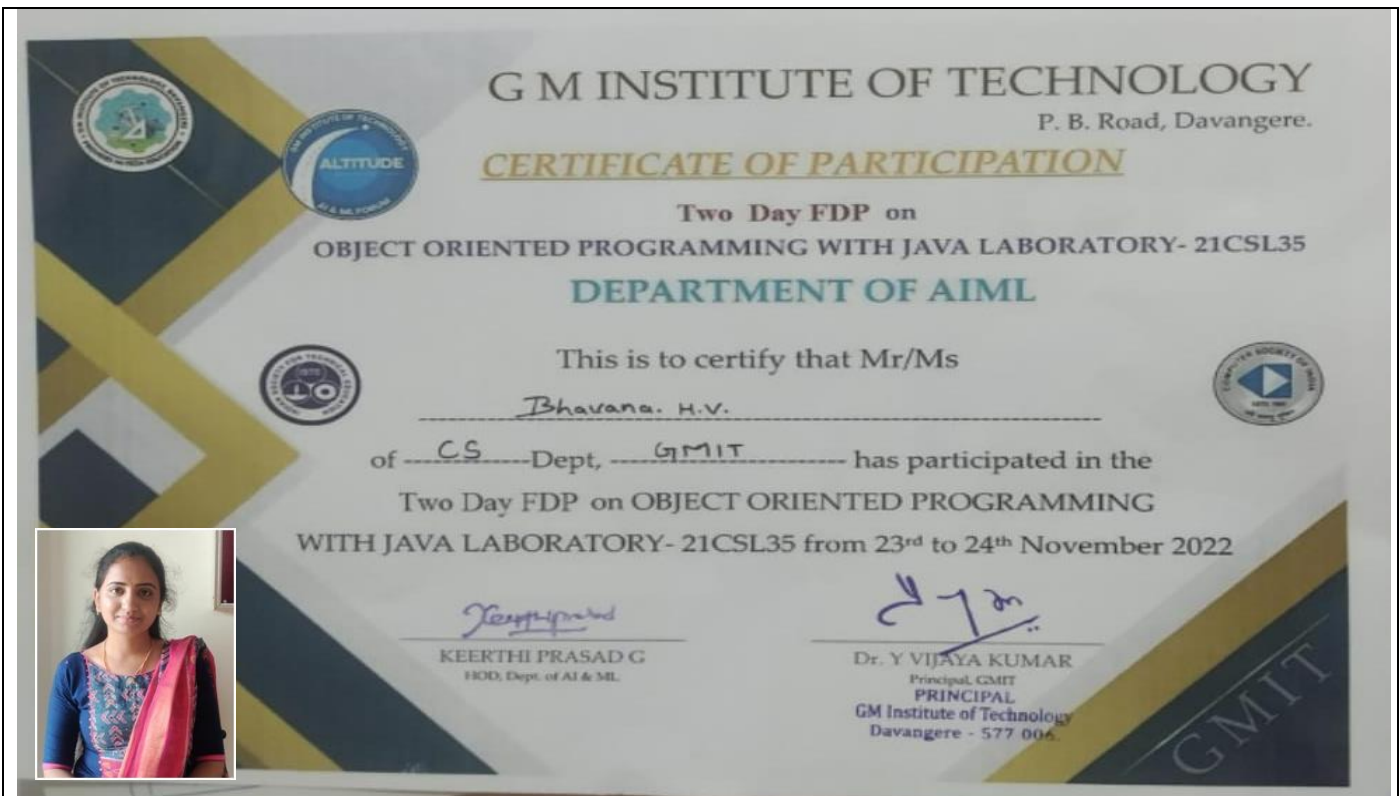 G M INSTITUTE OF TECHNOLOGY
P. B. Road, Davangere.
ALTITUDE
AI & ML FORUM
CERTIFICATE OF PARTICIPATION
Two Day FDP on
OBJECT ORIENTED PROGRAMMING WITH JAVA LABORATORY- 21CSL35
DEPARTMENT OF AIML
This is to certify that Mr/Ms
Bhavana. H.V.
of CS Dept, GMIT has participated in the
Two Day FDP on OBJECT ORIENTED PROGRAMMING
WITH JAVA LABORATORY- 21CSL35 from 23rd to 24th November 2022
Keerthiprasad
KEERTHI PRASAD G
HOD, Dept. of AI & ML
Dr. Y VIJAYA KUMAR
Principal, GMIT
PRINCIPAL
GM Institute of Technology
Davangere - 577 006.
GMIT